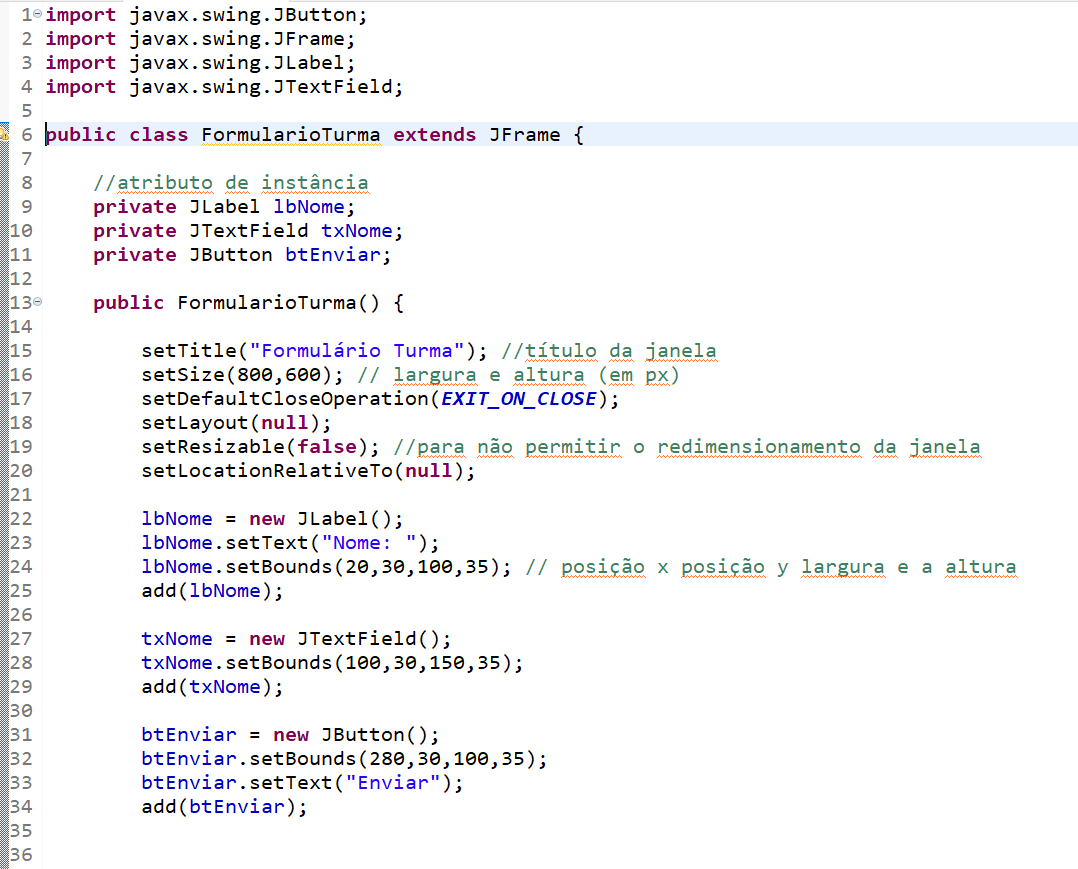 1 import javax.swing.JButton;
2 import javax.swing.JFrame;
3 import javax.swing.JLabel;
4 import javax.swing.JTextField;
5
6 public class FormularioTurma extends JFrame {
7
8     //atributo de instância
9     private JLabel lbNome;
10     private JTextField txNome;
11     private JButton btEnviar;
12
13     public FormularioTurma() {
14
15         setTitle("Formulário Turma"); //título da janela
16         setSize(800,600); // largura e altura (em px)
17         setDefaultCloseOperation(EXIT_ON_CLOSE);
18         setLayout(null);
19         setResizable(false); //para não permitir o redimensionamento da janela
20         setLocationRelativeTo(null);
21
22         lbNome = new JLabel();
23         lbNome.setText("Nome: ");
24         lbNome.setBounds(20,30,100,35); // posição x posição y largura e a altura
25         add(lbNome);
26
27         txNome = new JTextField();
28         txNome.setBounds(100,30,150,35);
29         add(txNome);
30
31         btEnviar = new JButton();
32         btEnviar.setBounds(280,30,100,35);
33         btEnviar.setText("Enviar");
34         add(btEnviar);
35
36